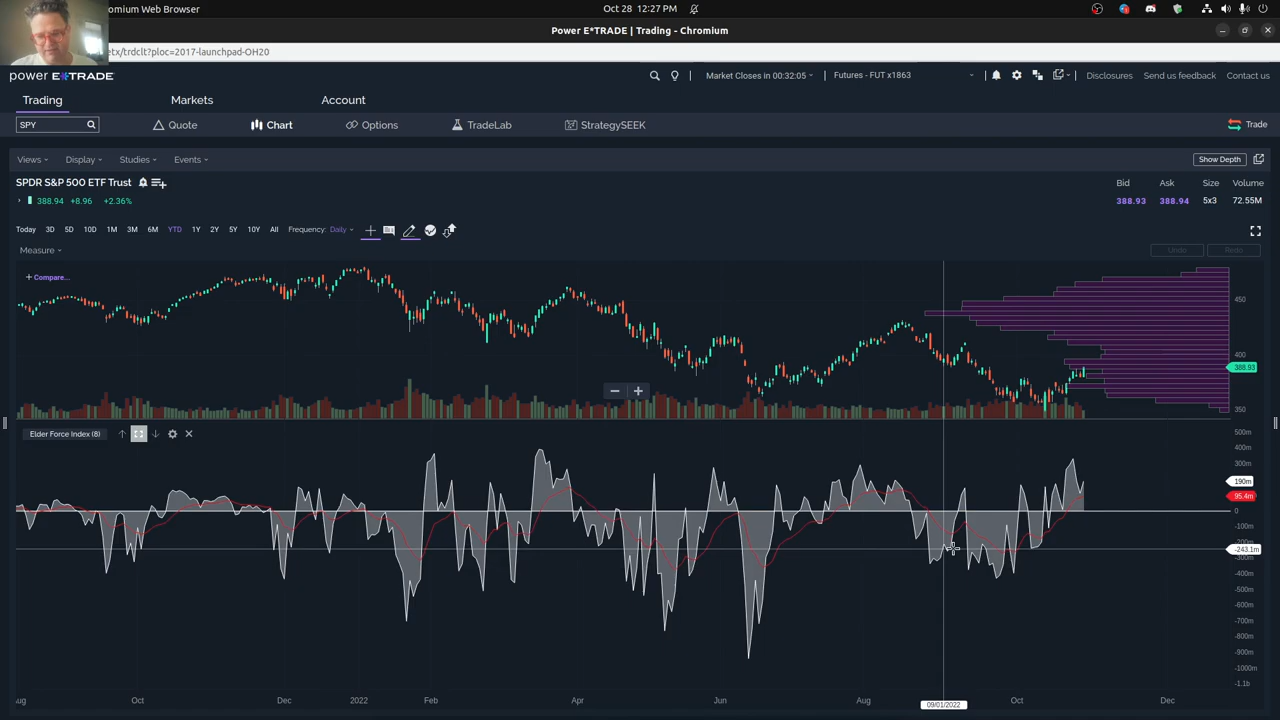 omium Web Browser
Oct 28 12:27 PM
Power E*TRADE | Trading - Chromium
etx/trdclt?ploc=2017-launchpad-OH20
power E*TRADE
Market Closes in 00:32:05
Futures - FUT x1863
Disclosures
Send us feedback
Contact us
Trading
Markets
Account
SPY
Quote
Chart
Options
TradeLab
StrategySEEK
Trade
Views
Display
Studies
Events
Show Depth
SPDR S&P 500 ETF Trust
Bid
Ask
Size
Volume
388.94
+8.96
+2.36%
388.93
388.94
5x3
72.55M
Today
3D
5D
10D
1M
3M
6M
YTD
1Y
2Y
5Y
10Y
All
Frequency: Daily
Measure
Undo
Redo
+ Compare...
450
400
388.93
350
Elder Force Index (8)
500m
400m
300m
190m
95.4m
0
-100m
-200m
-243.1m
-300m
-400m
-500m
-600m
-700m
-800m
-900m
-1000m
-1.1b
ug
Oct
Dec
2022
Feb
Apr
Jun
Aug
Oct
Dec
09/01/2022